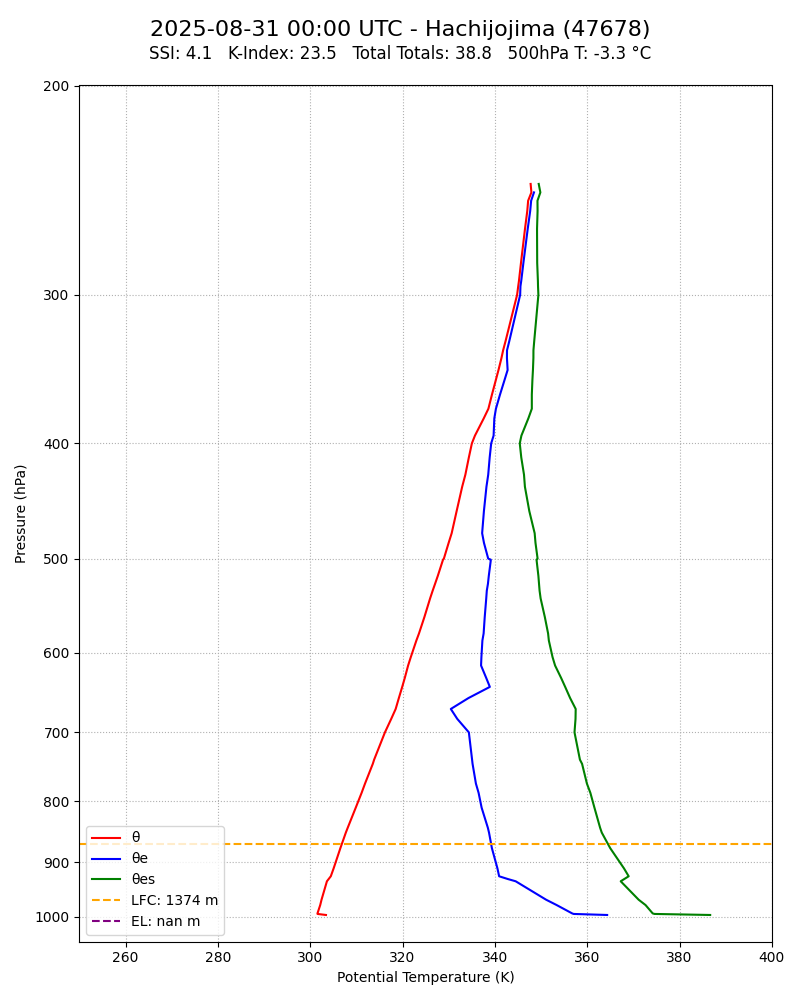 2025-08-31 00:00 UTC - Hachijojima (47678)
SSI: 4.1   K-Index: 23.5   Total Totals: 38.8   500hPa T: -3.3 °C
200
300
400
500
600
700
800
900
1000
Pressure (hPa)
θ
θe
θes
LFC: 1374 m
EL: nan m
260 280 300 320 340 360 380 400
Potential Temperature (K)